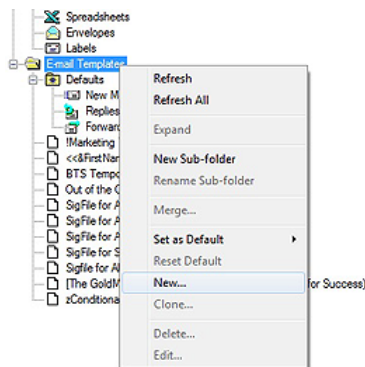 Spreadsheets
Envelopes
Labels
E-mail Templates
Defaults
New M
Replies
Forward
!Marketing
<<&FirstNar
BTS Tempo
Out of the O
SigFile for A
SigFile for A
SigFile for A
SigFile for S
Sigfile for Al
[The GoldM
for Success)
zConditiona
Refresh
Refresh All
Expand
New Sub-folder
Rename Sub-folder
Merge...
Set as Default
Reset Default
New...
Clone...
Delete...
Edit...